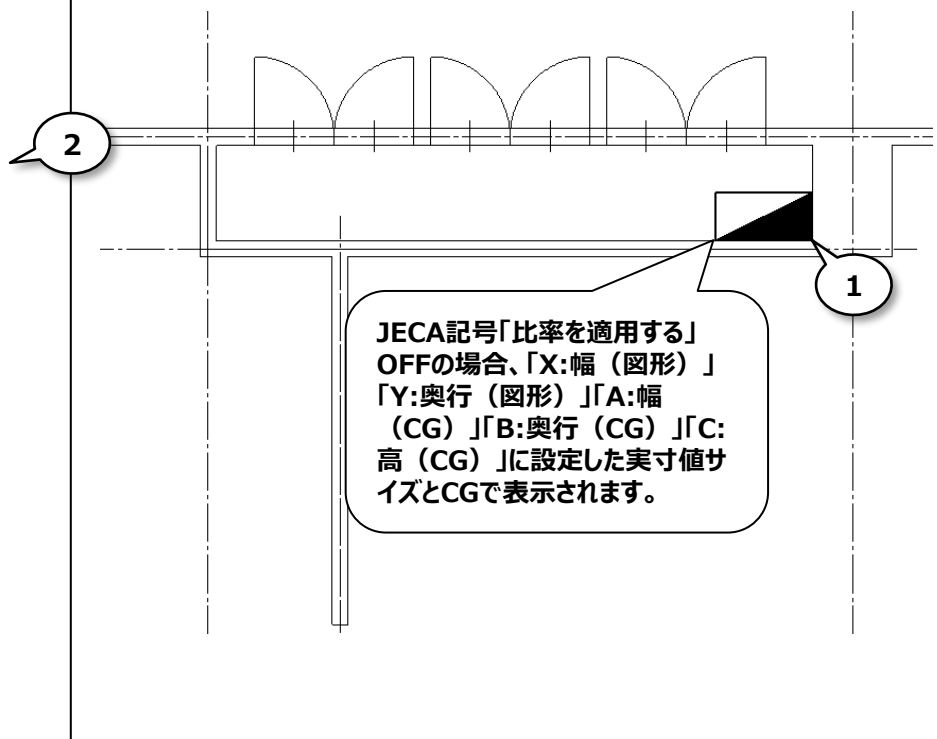 2
1
JECA記号「比率を適用する」
OFFの場合、「X:幅（図形）」
「Y:奥行（図形）」「A:幅
（CG）」「B:奥行（CG）」「C:
高（CG）」に設定した実寸値サ
イズとCGで表示されます。